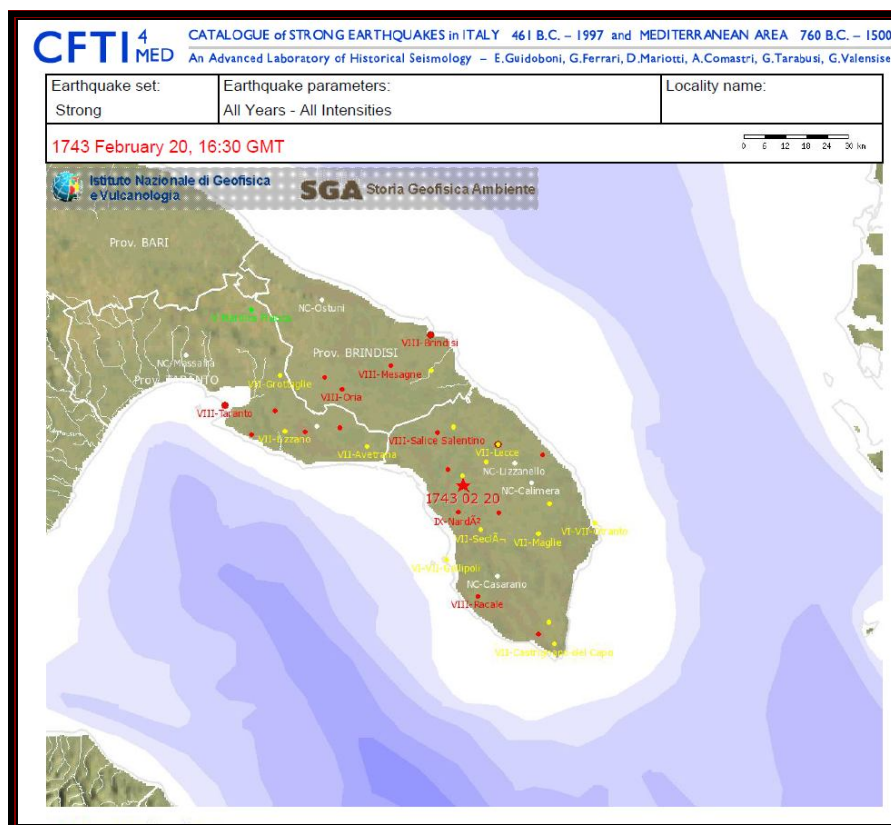 CFTI 4 MED
CATALOGUE of STRONG EARTHQUAKES in ITALY 461 B.C. – 1997 and MEDITERRANEAN AREA 760 B.C. – 1500
An Advanced Laboratory of Historical Seismology – E.Guidoboni, G.Ferrari, D.Mariotti, A.Comastri, G.Tarabusi, G.Valensise
Earthquake set:
Strong
Earthquake parameters:
All Years - All Intensities
Locality name:
1743 February 20, 16:30 GMT
0 6 12 18 24 30 km
Istituto Nazionale di Geofisica
e Vulcanologia
SGA Storia Geofisica Ambiente
Prov. BARI
NC-Ostuni
VIII-Brindisi
Prov. BRINDISI
NC-Massafra
VIII-Mesagne
Prov. TARANTO
VII-Grottaglie
VIII-Oria
VIII-Taranto
VII-Lizzano
VIII-Salice Salentino
VII-Avetrana
VII-Lecce
NC-Lizzanello
NC-Calimera
1743 02 20
IX-NardÃ²
VI-VII-Otranto
VII-SeclÃ¬
VII-Maglie
VI-VII-Gallipoli
NC-Casarano
VIII-Racale
VII-Castrignano del Capo